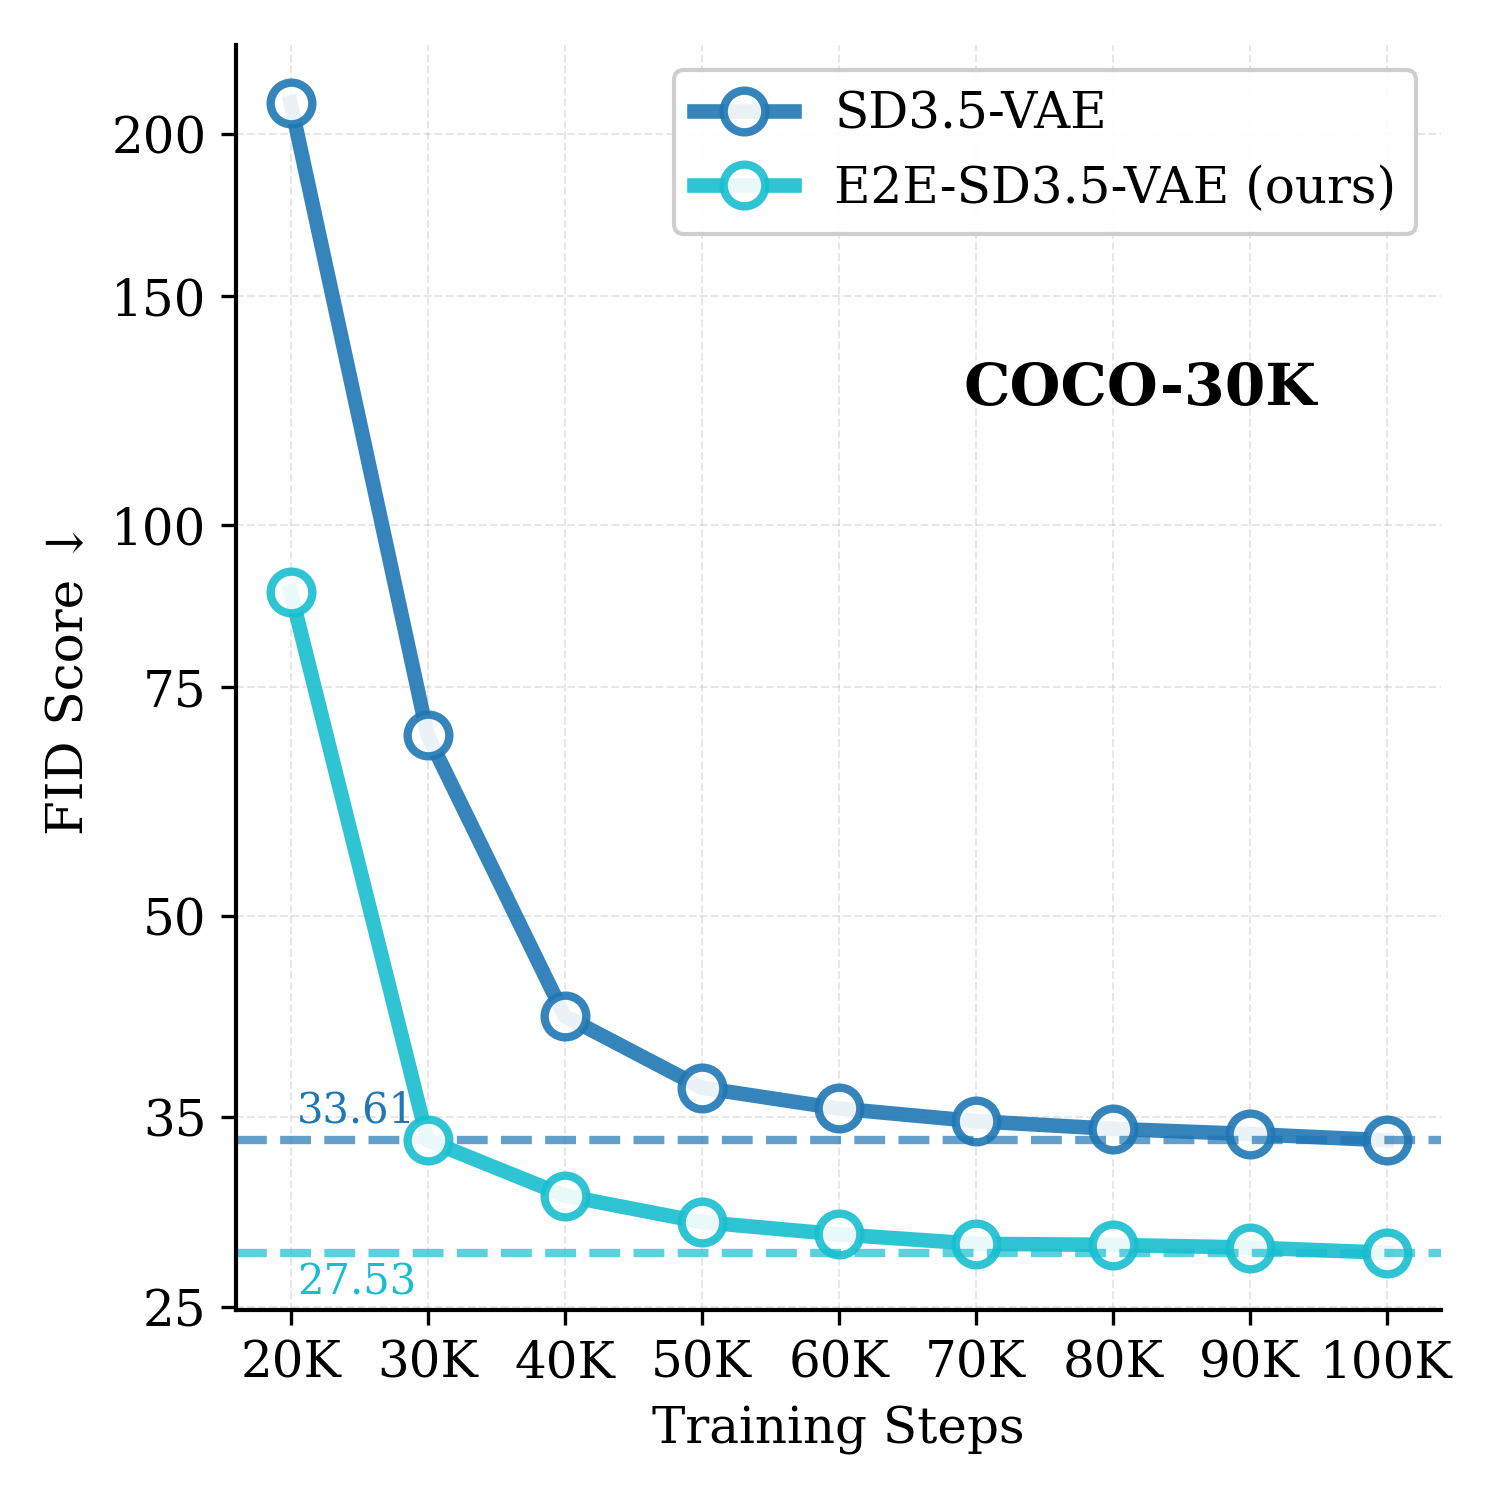 SD3.5-VAE
E2E-SD3.5-VAE (ours)
COCO-30K
FID Score ↓
200
150
100
75
50
35
25
33.61
27.53
20K 30K 40K 50K 60K 70K 80K 90K 100K
Training Steps